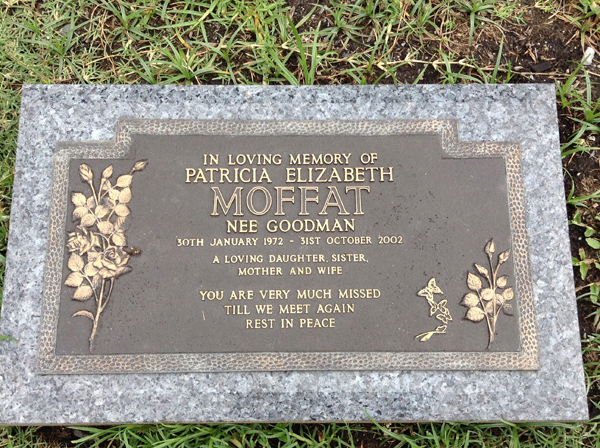 IN LOVING MEMORY OF
PATRICIA ELIZABETH
MOFFAT
NEE GOODMAN
30TH JANUARY 1972 - 31ST OCTOBER 2002
A LOVING DAUGHTER, SISTER,
MOTHER AND WIFE
YOU ARE VERY MUCH MISSED
TILL WE MEET AGAIN
REST IN PEACE